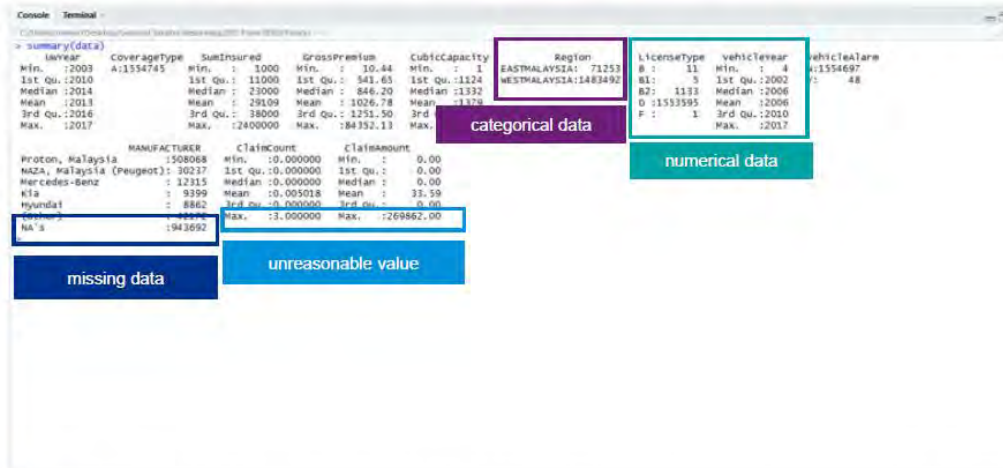 Console Terminal
> summary(data)
UWYear CoverageType SumInsured GrossPremium CubicCapacity Region LicenseType vehicleYear vehicleAlarm
Min. :2003 A:1554745 Min. : 1000 Min. : 10.44 Min. : 1 EASTMALAYSIA: 71253 B : 11 Min. : 4 N:1554697
1st Qu.:2010 1st Qu.: 11000 1st Qu.: 541.65 1st Qu.:1124 WESTMALAYSIA:1483492 B1: 5 1st Qu.:2002 Y: 48
Median :2014 Median : 23000 Median : 846.20 Median :1332 B2: 1133 Median :2006
Mean :2013 Mean : 29109 Mean : 1026.78 Mean :1379 D :1553595 Mean :2006
3rd Qu.:2016 3rd Qu.: 38000 3rd Qu.: 1251.50 3rd F : 1 3rd Qu.:2010
Max. :2017 Max. :2400000 Max. :84352.13 Max. Max. :2017
categorical data
numerical data
MANUFACTURER ClaimCount ClaimAmount
Proton, Malaysia :508068 Min. :0.000000 Min. : 0.00
NAZA, Malaysia (Peugeot): 30237 1st Qu.:0.000000 1st Qu.: 0.00
Mercedes-Benz : 12315 Median :0.000000 Median : 0.00
Kia : 9399 Mean :0.005018 Mean : 33.59
Hyundai : 8862 3rd Qu.:0.000000 3rd Qu.: 0.00
(Other) Max. :3.000000 Max. :269862.00
NA's :943692
>
missing data
unreasonable value